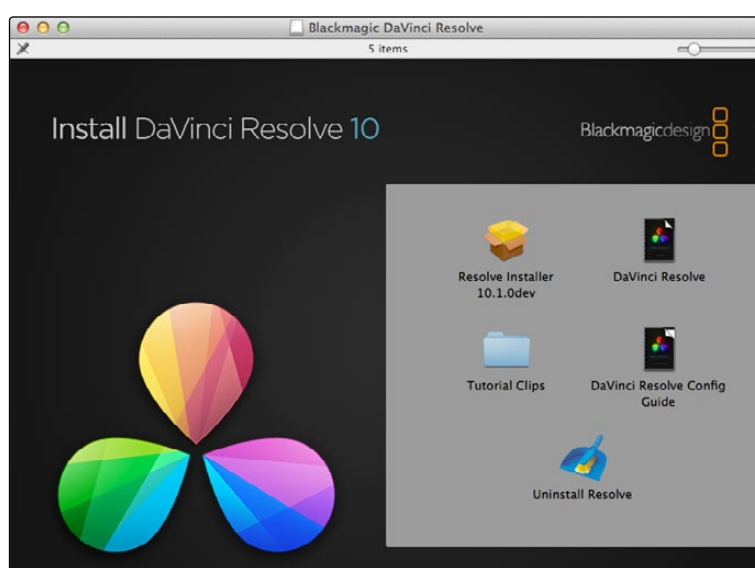 Blackmagic DaVinci Resolve
5 items
Install DaVinci Resolve 10
Blackmagicdesign
Resolve Installer
10.1.0dev
DaVinci Resolve
Tutorial Clips
DaVinci Resolve Config
Guide
Uninstall Resolve